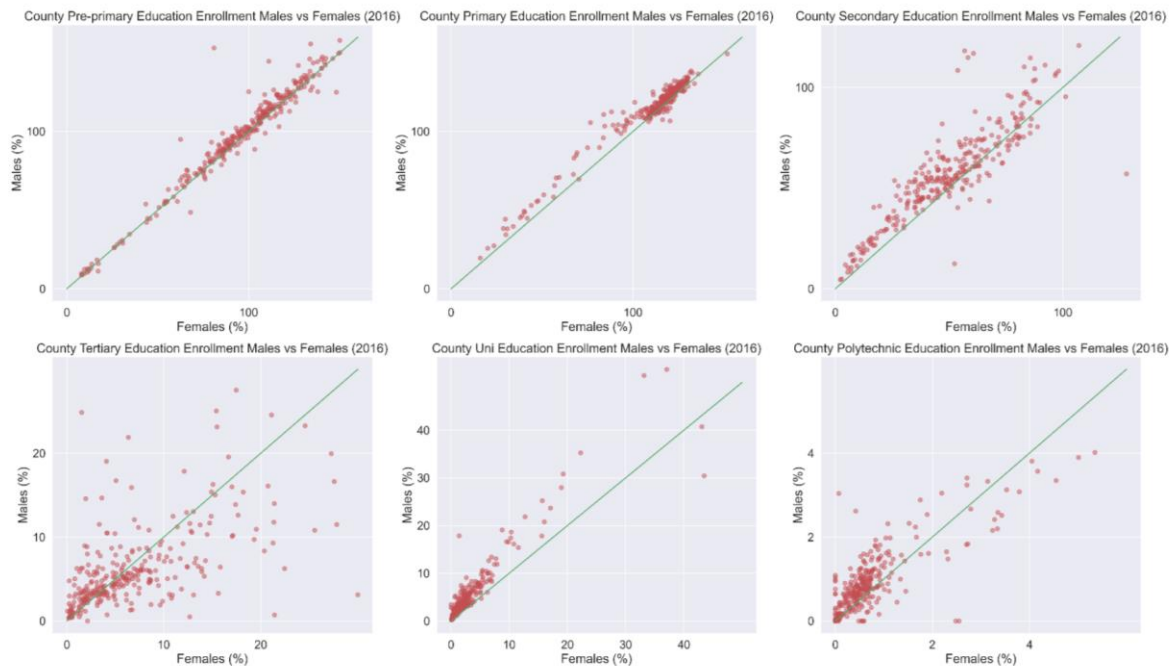 County Pre-primary Education Enrollment Males vs Females (2016)
Males (%)
100
0
0
100
Females (%)
County Primary Education Enrollment Males vs Females (2016)
Males (%)
100
0
0
100
Females (%)
County Secondary Education Enrollment Males vs Females (2016)
Males (%)
100
0
0
100
Females (%)
County Tertiary Education Enrollment Males vs Females (2016)
Males (%)
20
10
0
0
10
20
Females (%)
County Uni Education Enrollment Males vs Females (2016)
Males (%)
50
40
30
20
10
0
0
10
20
30
40
Females (%)
County Polytechnic Education Enrollment Males vs Females (2016)
Males (%)
4
2
0
0
2
4
Females (%)